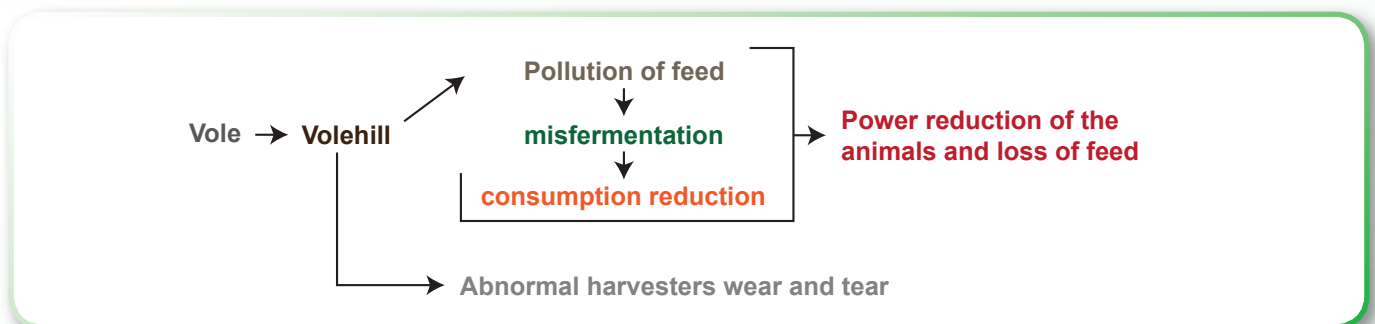 Pollution of feed
Vole
Volehill
misfermentation
Power reduction of the
animals and loss of feed
consumption reduction
Abnormal harvesters wear and tear